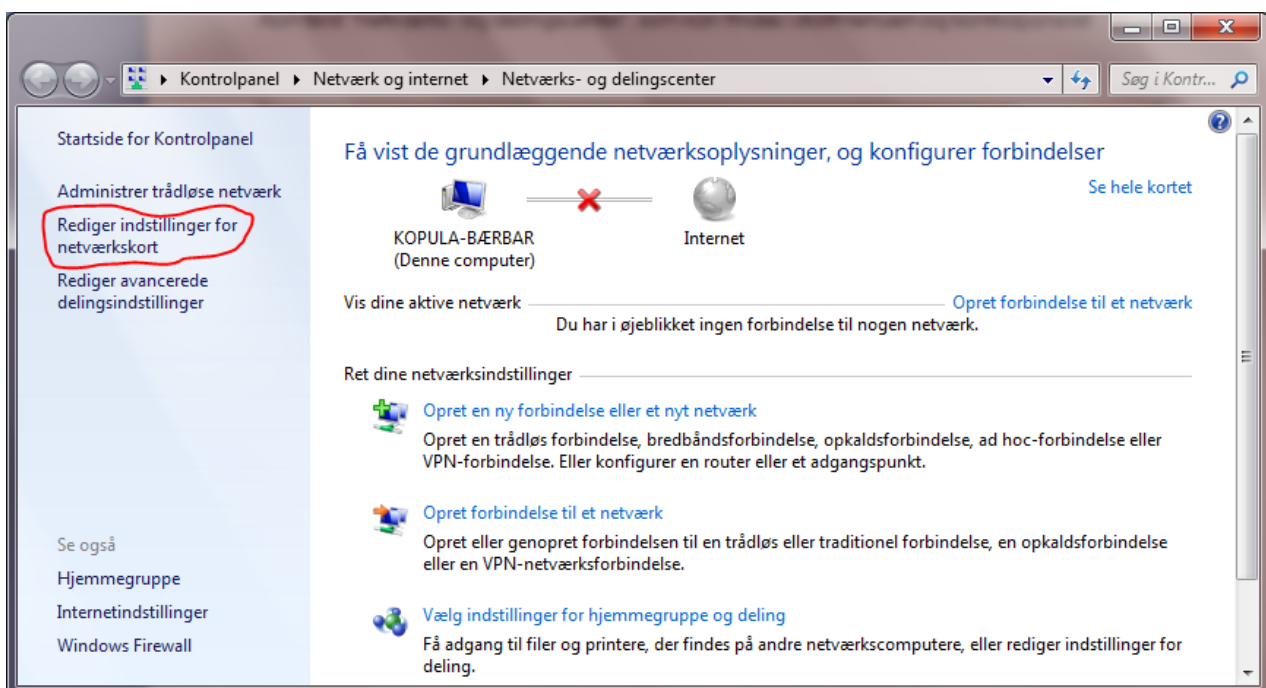 Kontrolpanel ▸ Netværk og internet ▸ Netværks- og delingscenter
Søg i Kontr...
Startside for Kontrolpanel
Administrer trådløse netværk
Rediger indstillinger for
netværkskort
Rediger avancerede
delingsindstillinger
Se også
Hjemmegruppe
Internetindstillinger
Windows Firewall
Få vist de grundlæggende netværksoplysninger, og konfigurer forbindelser
Se hele kortet
KOPULA-BÆRBAR
(Denne computer)
Internet
Vis dine aktive netværk
Opret forbindelse til et netværk
Du har i øjeblikket ingen forbindelse til nogen netværk.
Ret dine netværksindstillinger
Opret en ny forbindelse eller et nyt netværk
Opret en trådløs forbindelse, bredbåndsforbindelse, opkaldsforbindelse, ad hoc-forbindelse eller
VPN-forbindelse. Eller konfigurer en router eller et adgangspunkt.
Opret forbindelse til et netværk
Opret eller genopret forbindelsen til en trådløs eller traditionel forbindelse, en opkaldsforbindelse
eller en VPN-netværksforbindelse.
Vælg indstillinger for hjemmegruppe og deling
Få adgang til filer og printere, der findes på andre netværkscomputere, eller rediger indstillinger for
deling.